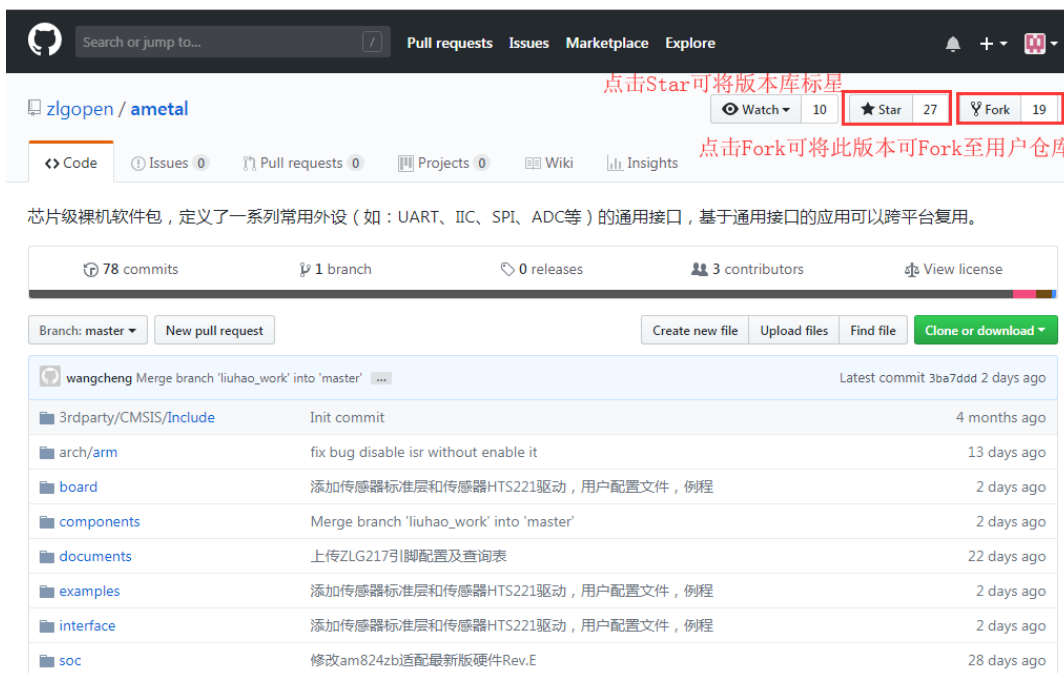 Search or jump to... / Pull requests Issues Marketplace Explore
点击Star可将版本库标星
zlgopen / ametal Watch 10 Star 27 Fork 19
点击Fork可将此版本可Fork至用户仓库
Code Issues 0 Pull requests 0 Projects 0 Wiki Insights
芯片级裸机软件包，定义了一系列常用外设（如：UART、IIC、SPI、ADC等）的通用接口，基于通用接口的应用可以跨平台复用。
78 commits 1 branch 0 releases 3 contributors View license
Branch: master New pull request Create new file Upload files Find file Clone or download
wangcheng Merge branch 'liuhao_work' into 'master' ... Latest commit 3ba7ddd 2 days ago
3rdparty/CMSIS/Include Init commit 4 months ago
arch/arm fix bug disable isr without enable it 13 days ago
board 添加传感器标准层和传感器HTS221驱动，用户配置文件，例程 2 days ago
components Merge branch 'liuhao_work' into 'master' 2 days ago
documents 上传ZLG217引脚配置及查询表 22 days ago
examples 添加传感器标准层和传感器HTS221驱动，用户配置文件，例程 2 days ago
interface 添加传感器标准层和传感器HTS221驱动，用户配置文件，例程 2 days ago
soc 修改am824zb适配最新版硬件Rev.E 28 days ago